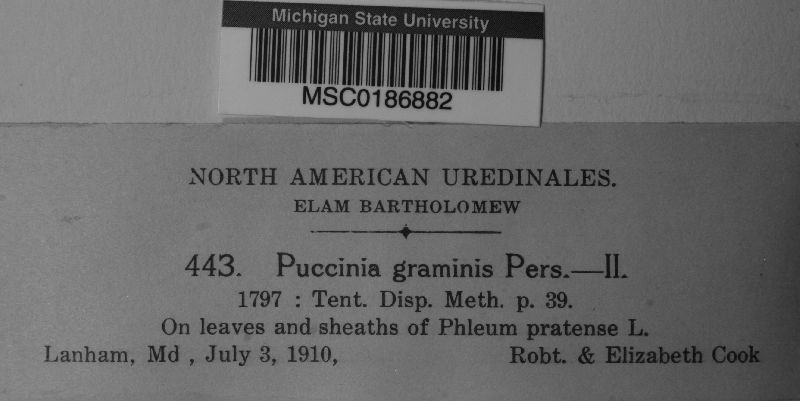 Michigan State University
MSC0186882
NORTH AMERICAN UREDINALES.
ELAM BARTHOLOMEW
443. Puccinia graminis Pers.—II.
1797 : Tent. Disp. Meth. p. 39.
On leaves and sheaths of Phleum pratense L.
Lanham, Md , July 3, 1910, Robt. & Elizabeth Cook